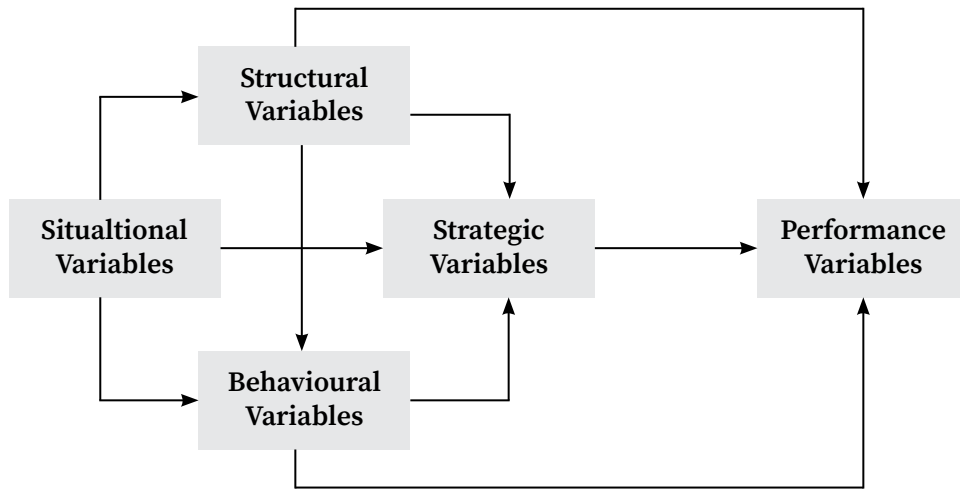 Structural
Variables
Situaltional
Variables
Strategic
Variables
Performance
Variables
Behavioural
Variables